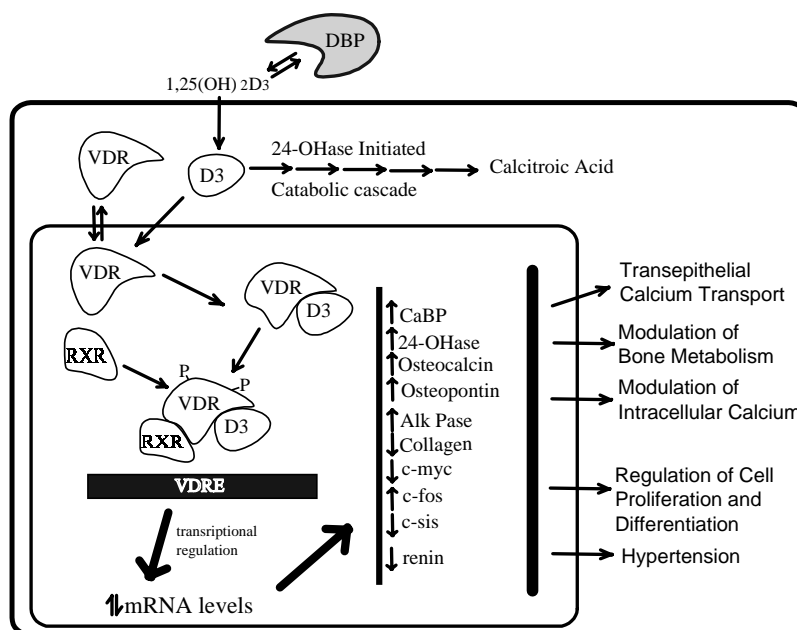 DBP
1,25(OH) 2D3
VDR
D3
24-OHase Initiated
Catabolic cascade
Calcitroic Acid
VDR
VDR
D3
RXR
P
P
VDR
D3
RXR
VDRE
transriptional
regulation
⇅mRNA levels
↑CaBP
↑24-OHase
↑Osteocalcin
↑Osteopontin
↑Alk Pase
↓Collagen
↓c-myc
↑c-fos
↓c-sis
↓renin
Transepithelial
Calcium Transport
Modulation of
Bone Metabolism
Modulation of
Intracellular Calcium
Regulation of Cell
Proliferation and
Differentiation
Hypertension